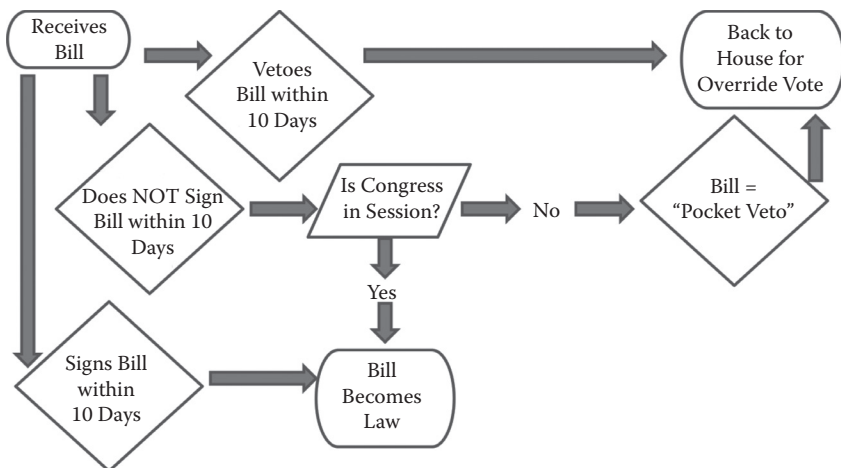 Receives
Bill
Vetoes
Bill within
10 Days
Back to
House for
Override Vote
Does NOT Sign
Bill within 10
Days
Is Congress
in Session?
No
Bill =
“Pocket Veto”
Yes
Signs Bill
within
10 Days
Bill
Becomes
Law